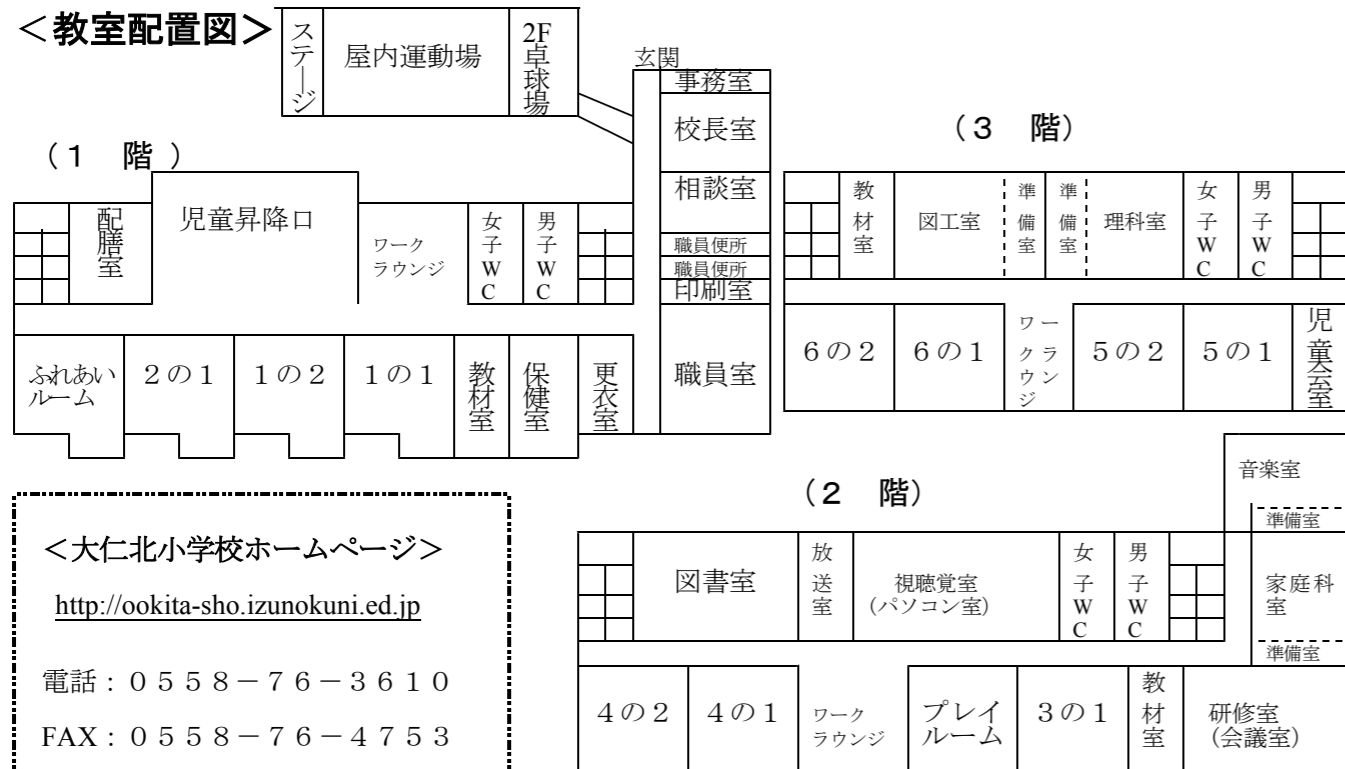 ＜教室配置図＞
ステージ
屋内運動場
2F卓球場
玄関
事務室
校長室
相談室
職員便所
職員便所
印刷室
職員室
（１　階）
配膳室
児童昇降口
ワーク
ラウンジ
女子WC
男子WC
ふれあい
ルーム
２の１
１の２
１の１
教材室
保健室
更衣室
（３　階）
教材室
図工室
準備室
準備室
理科室
女子WC
男子WC
６の２
６の１
ワー
クラ
ウン
ジ
５の２
５の１
児童会室
（２　階）
音楽室
準備室
図書室
放送室
視聴覚室
(パソコン室)
女子WC
男子WC
家庭科
室
準備室
４の２
４の１
ワーク
ラウンジ
プレイ
ルーム
３の１
教材室
研修室
(会議室)
＜大仁北小学校ホームページ＞
http://ookita-sho.izunokuni.ed.jp
電話：０５５８－７６－３６１０
FAX：０５５８－７６－４７５３